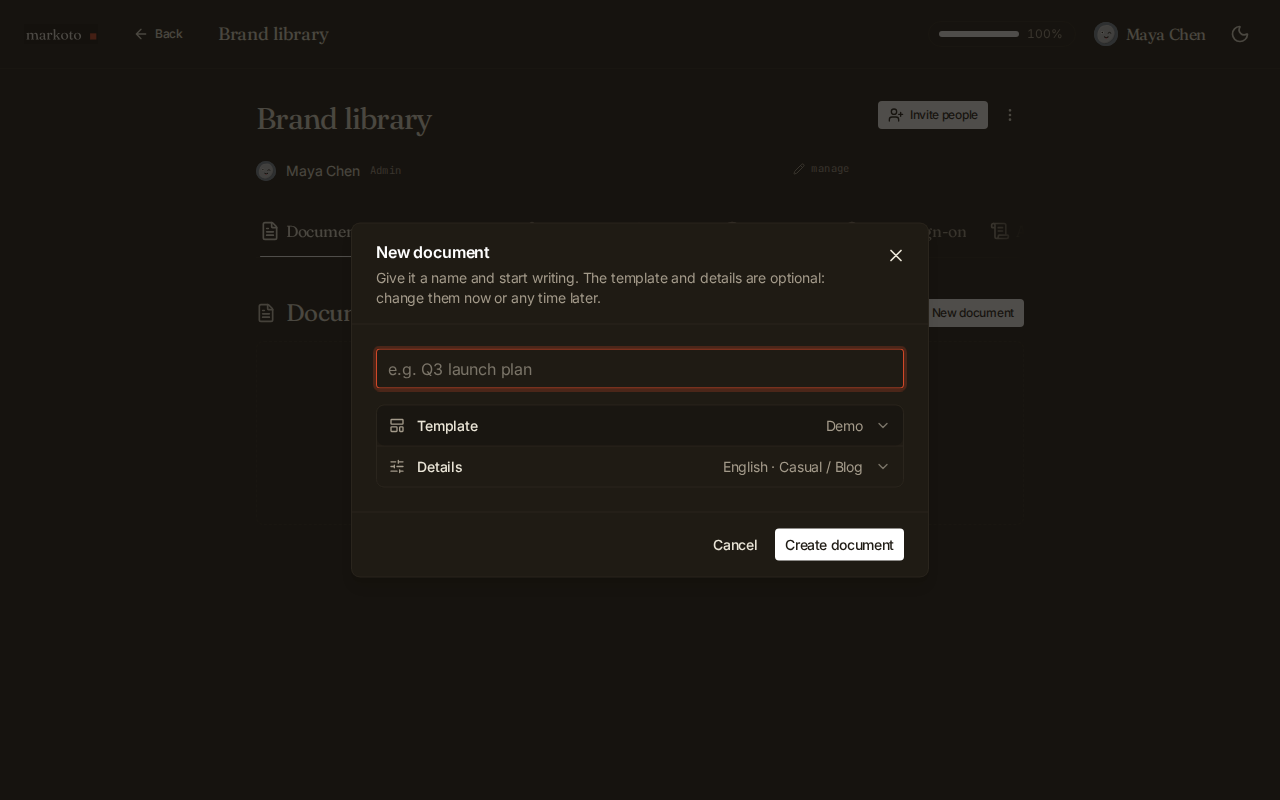 markoto
Back
Brand library
100%
Maya Chen
Brand library
Invite people
Maya Chen
Admin
manage
New document
Give it a name and start writing. The template and details are optional:
change them now or any time later.
New document
e.g. Q3 launch plan
Template
Demo
Details
English · Casual / Blog
Cancel
Create document